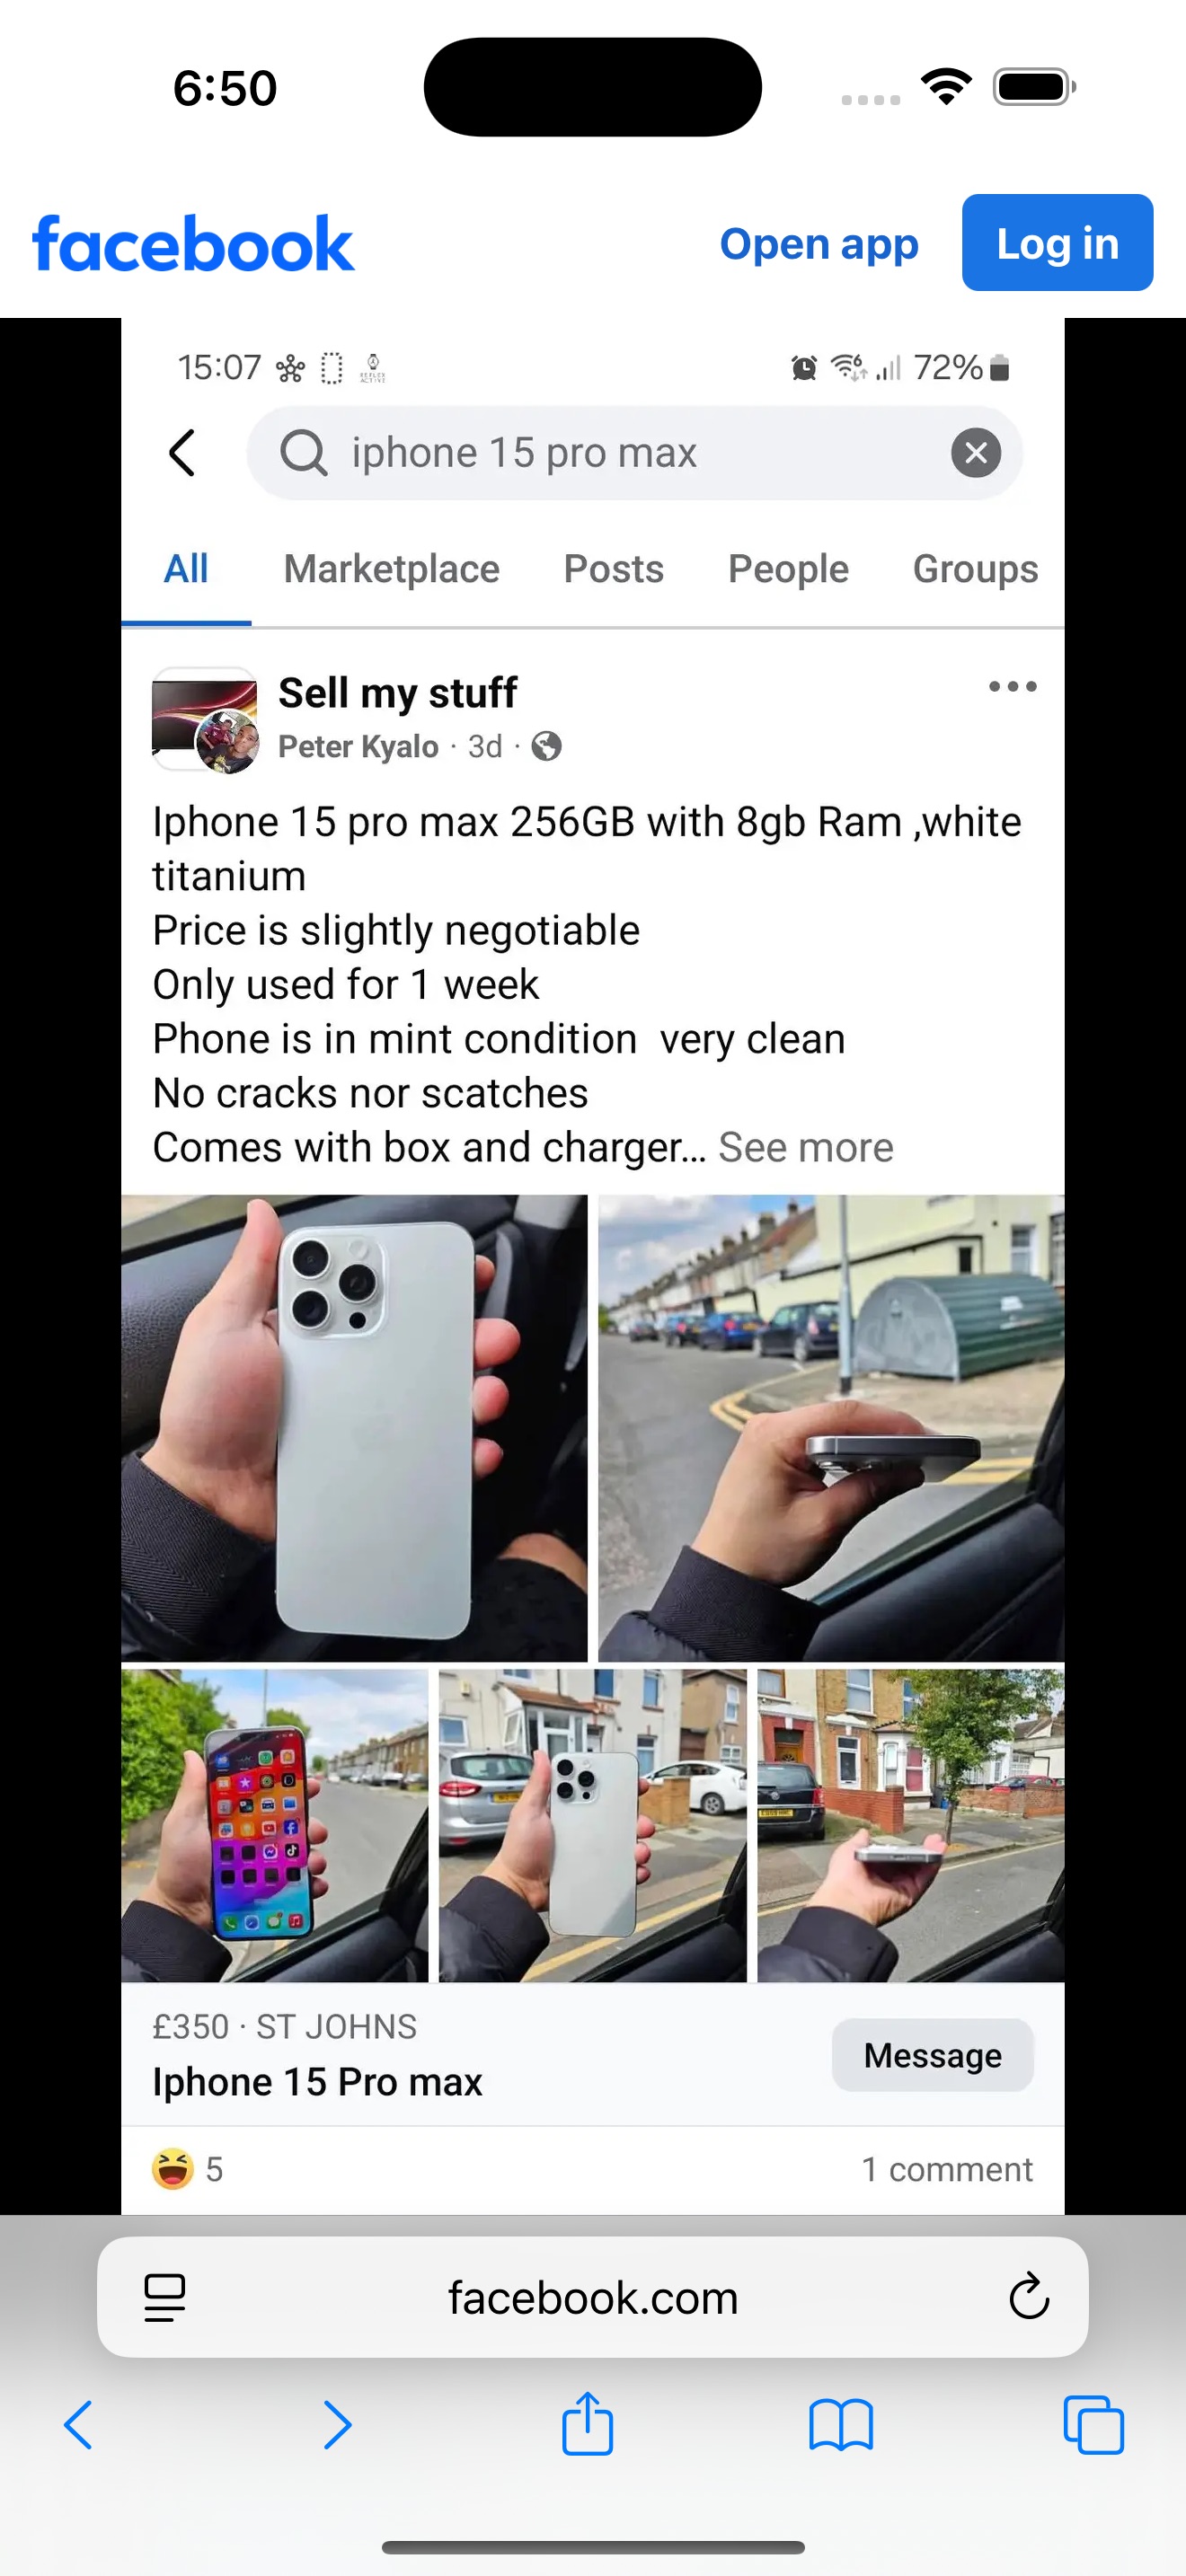 6:50
facebook
Open app
Log in
15:07
REFLEX
ACTIVE
6
72%
iphone 15 pro max
All
Marketplace
Posts
People
Groups
Sell my stuff
Peter Kyalo · 3d ·
Iphone 15 pro max 256GB with 8gb Ram ,white
titanium
Price is slightly negotiable
Only used for 1 week
Phone is in mint condition  very clean
No cracks nor scatches
Comes with box and charger... See more
£350 · ST JOHNS
Iphone 15 Pro max
Message
5
1 comment
facebook.com